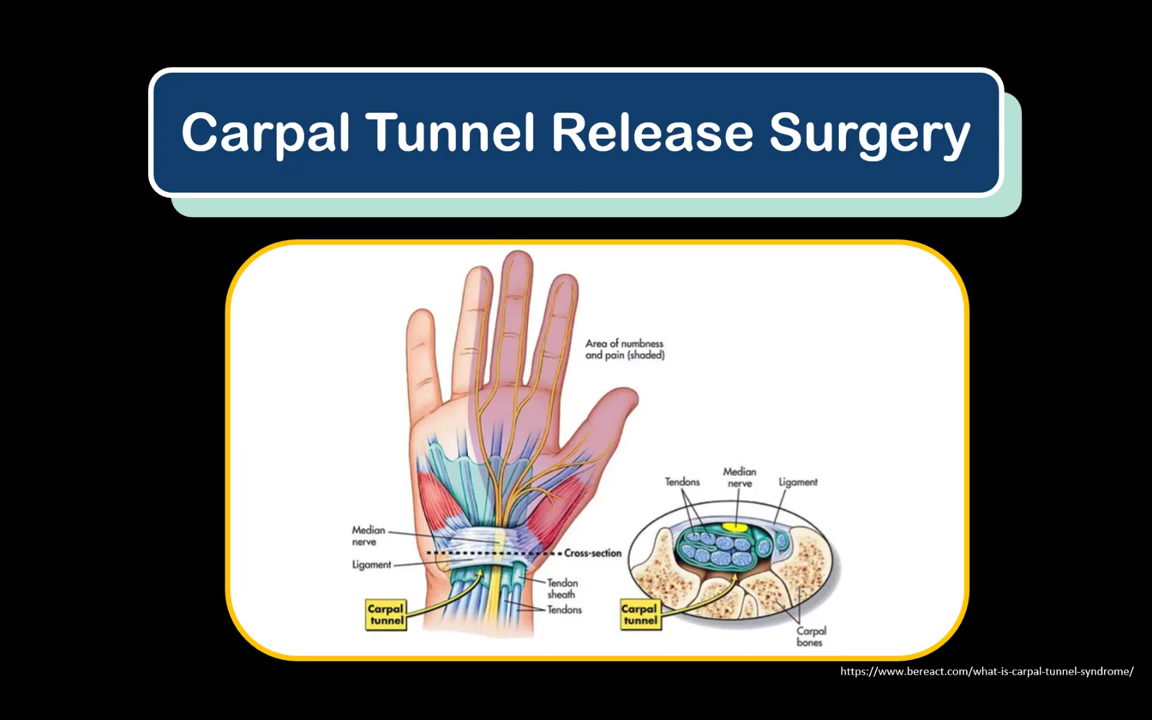 Carpal Tunnel Release Surgery
Area of numbness
and pain (shaded)
Median
nerve
Ligament
Cross-section
Tendon
sheath
Tendons
Carpal
tunnel
Tendons
Median
nerve
Ligament
Carpal
tunnel
Carpal
bones
https://www.bereact.com/what-is-carpal-tunnel-syndrome/